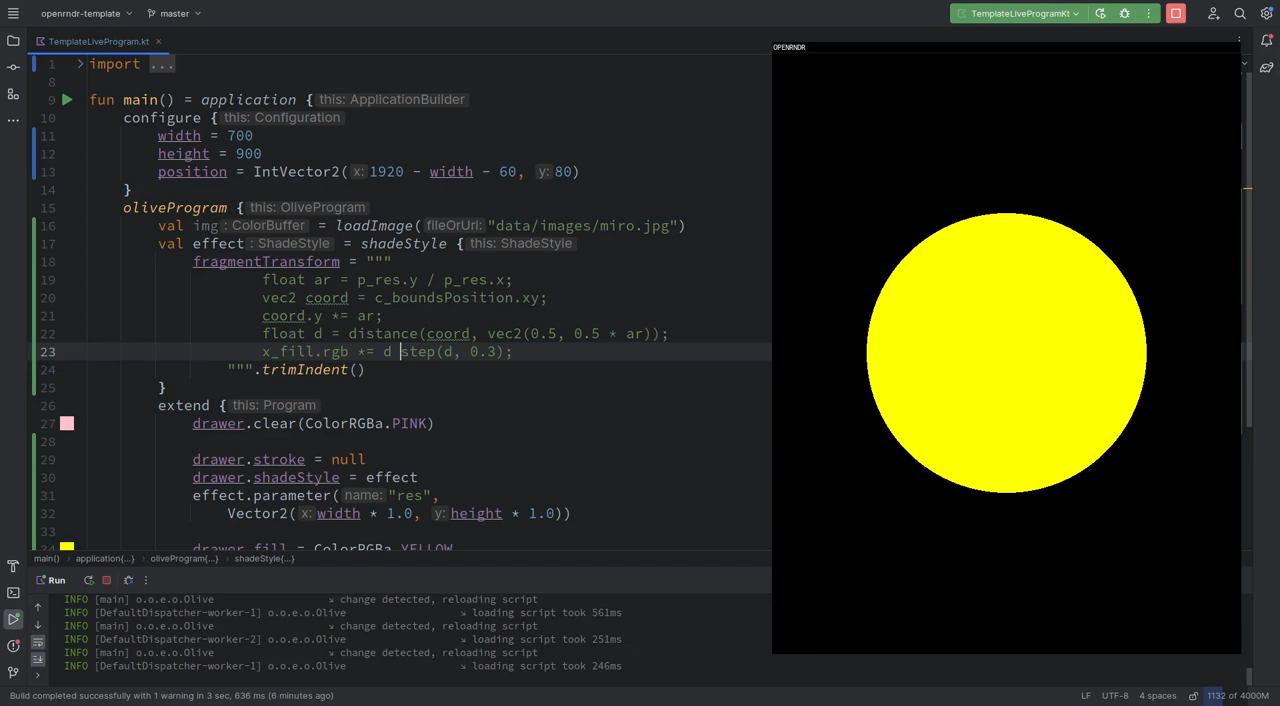 openrndr-template
master
TemplateLiveProgramKt
TemplateLiveProgram.kt
OPENRNDR
1 import ...
8
9 fun main() = application { this: ApplicationBuilder
10 configure { this: Configuration
11 width = 700
12 height = 900
13 position = IntVector2( x: 1920 - width - 60, y: 80)
14 }
15 oliveProgram { this: OliveProgram
16 val img : ColorBuffer = loadImage( fileOrUrl: "data/images/miro.jpg")
17 val effect : ShadeStyle = shadeStyle { this: ShadeStyle
18 fragmentTransform = """
19 float ar = p_res.y / p_res.x;
20 vec2 coord = c_boundsPosition.xy;
21 coord.y *= ar;
22 float d = distance(coord, vec2(0.5, 0.5 * ar));
23 x_fill.rgb *= d step(d, 0.3);
24 """.trimIndent()
25 }
26 extend { this: Program
27 drawer.clear(ColorRGBa.PINK)
28
29 drawer.stroke = null
30 drawer.shadeStyle = effect
31 effect.parameter( name: "res",
32 Vector2( x: width * 1.0, y: height * 1.0))
33
34 drawer.fill = ColorRGBa.YELLOW
main() application{...} oliveProgram{...} shadeStyle{...}
Run
INFO [main] o.o.e.o.Olive ↘ change detected, reloading script
INFO [DefaultDispatcher-worker-1] o.o.e.o.Olive ↘ loading script took 561ms
INFO [main] o.o.e.o.Olive ↘ change detected, reloading script
INFO [DefaultDispatcher-worker-2] o.o.e.o.Olive ↘ loading script took 251ms
INFO [main] o.o.e.o.Olive ↘ change detected, reloading script
INFO [DefaultDispatcher-worker-1] o.o.e.o.Olive ↘ loading script took 246ms
Build completed successfully with 1 warning in 3 sec, 636 ms (6 minutes ago)
LF UTF-8 4 spaces 1132 of 4000M